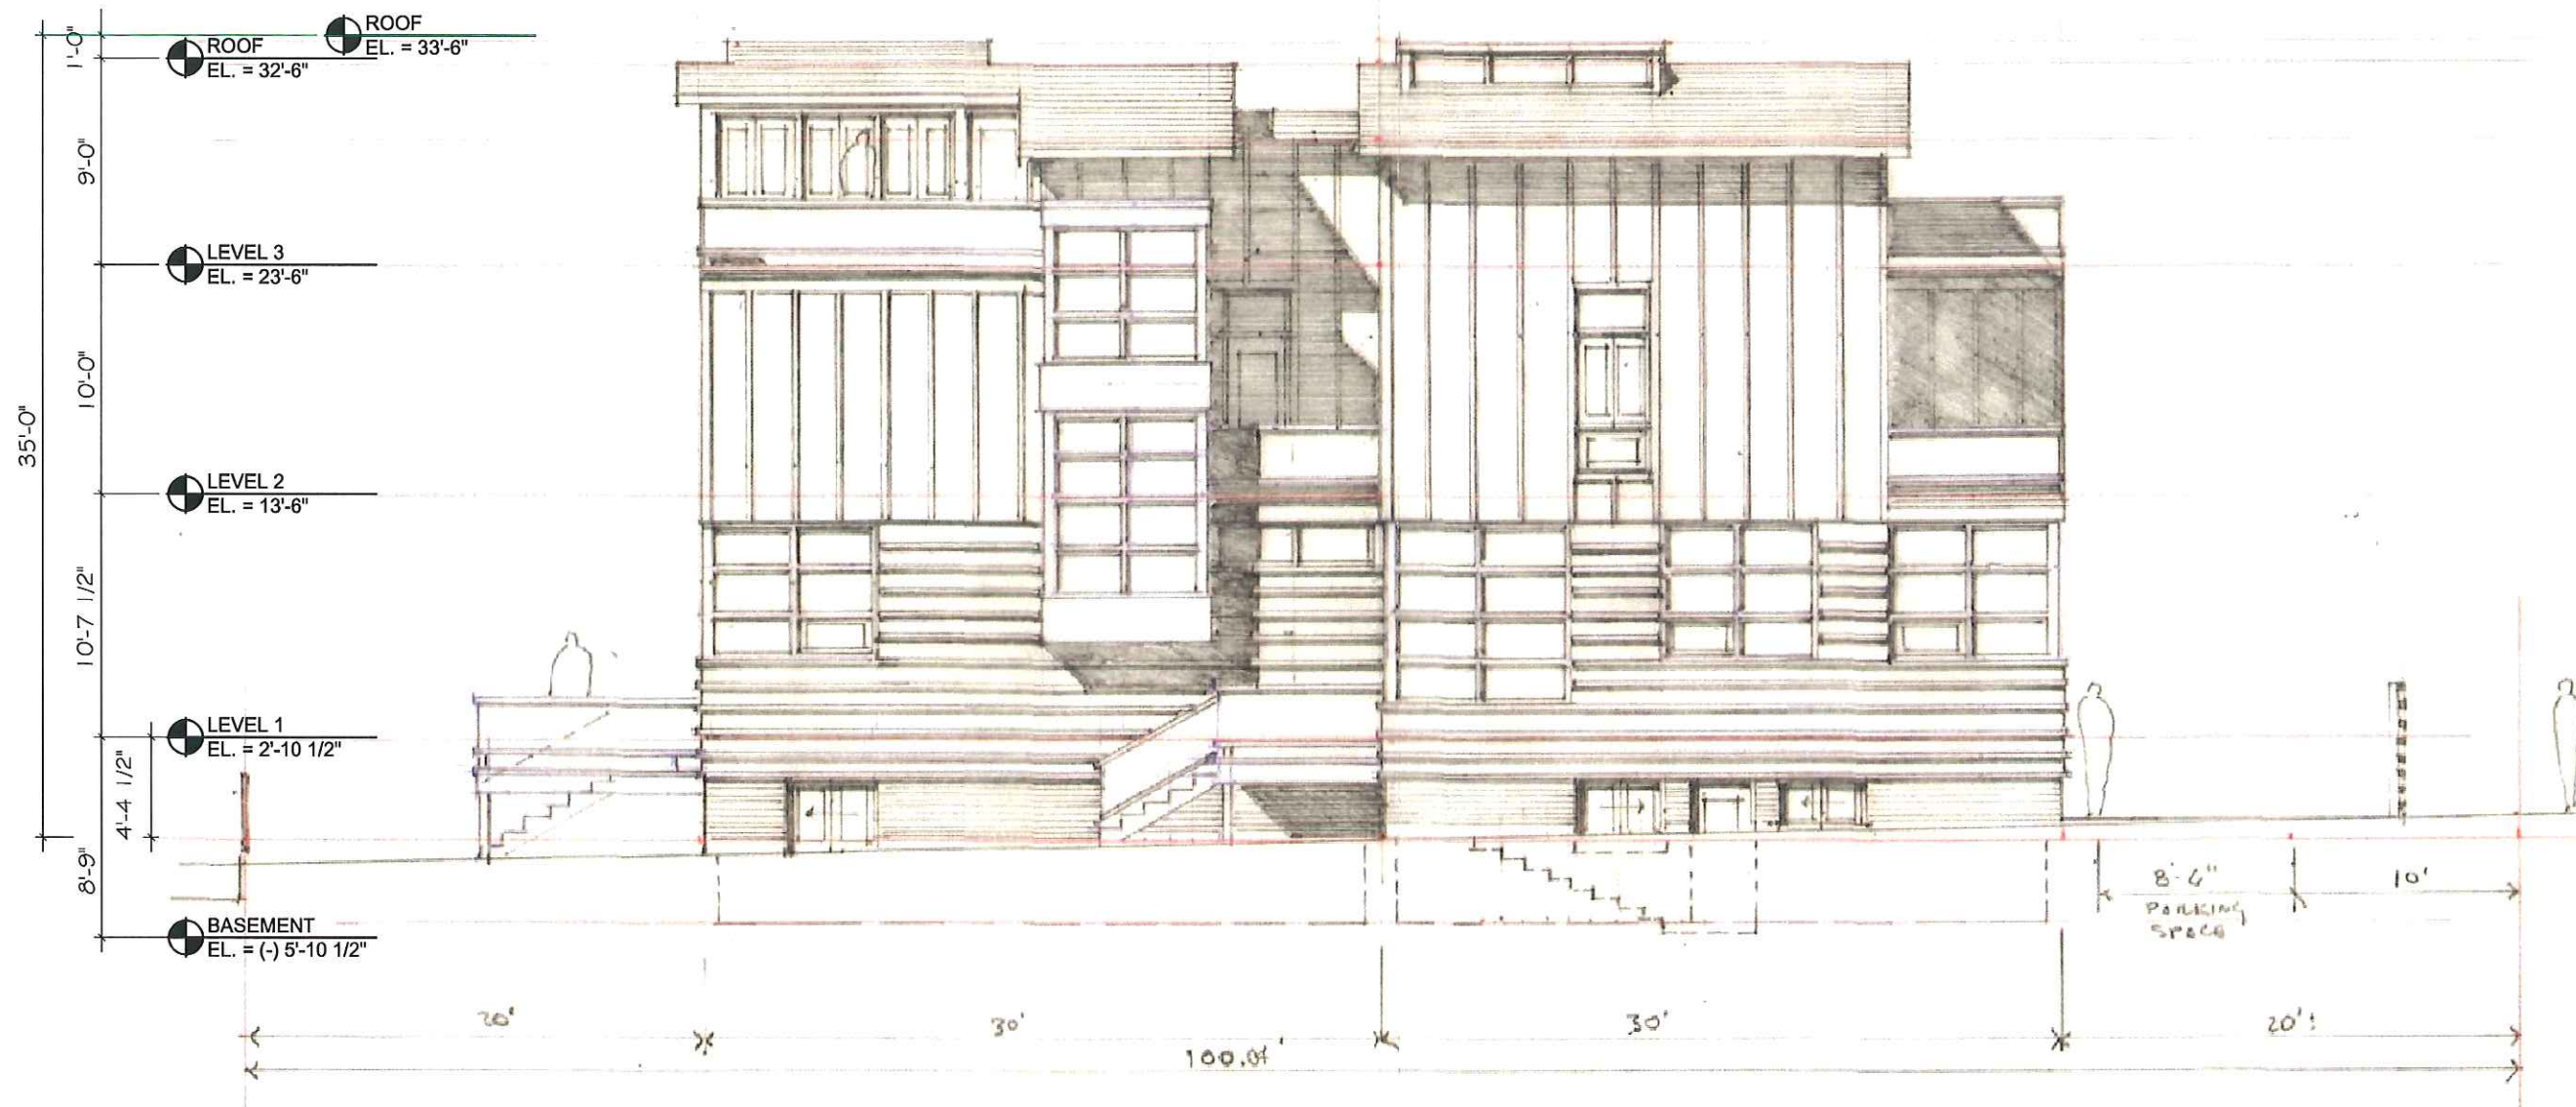 ROOF
EL. = 33'-6"
ROOF
EL. = 32'-6"
1'-0"
9'-0"
LEVEL 3
EL. = 23'-6"
10'-0"
35'-0"
LEVEL 2
EL. = 13'-6"
10'-7 1/2"
LEVEL 1
EL. = 2'-10 1/2"
4'-4 1/2"
8'-9"
BASEMENT
EL. = (-) 5'-10 1/2"
8'-4"
PARKING
SPACE
10'
20'
30'
30'
20'